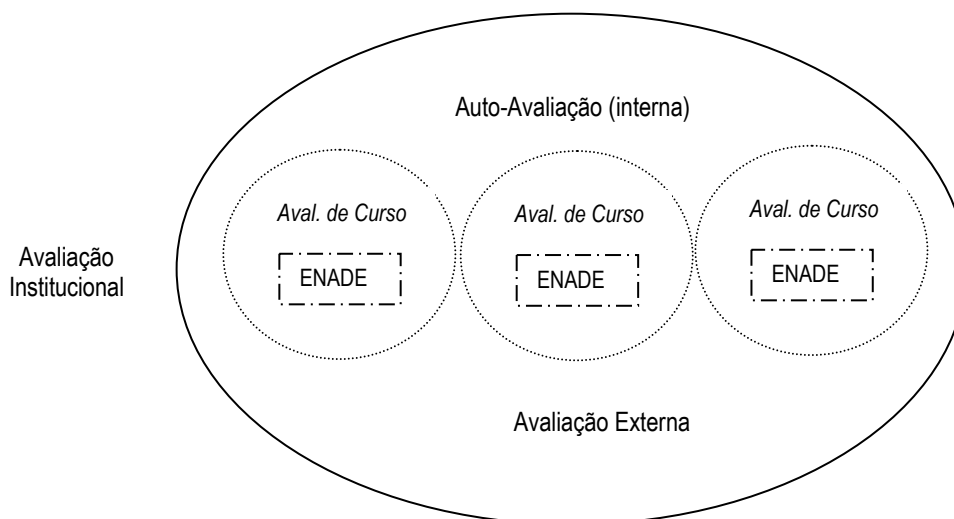 Auto-Avaliação (interna)
Aval. de Curso
Aval. de Curso
Aval. de Curso
Avaliação
Institucional
ENADE
ENADE
ENADE
Avaliação Externa